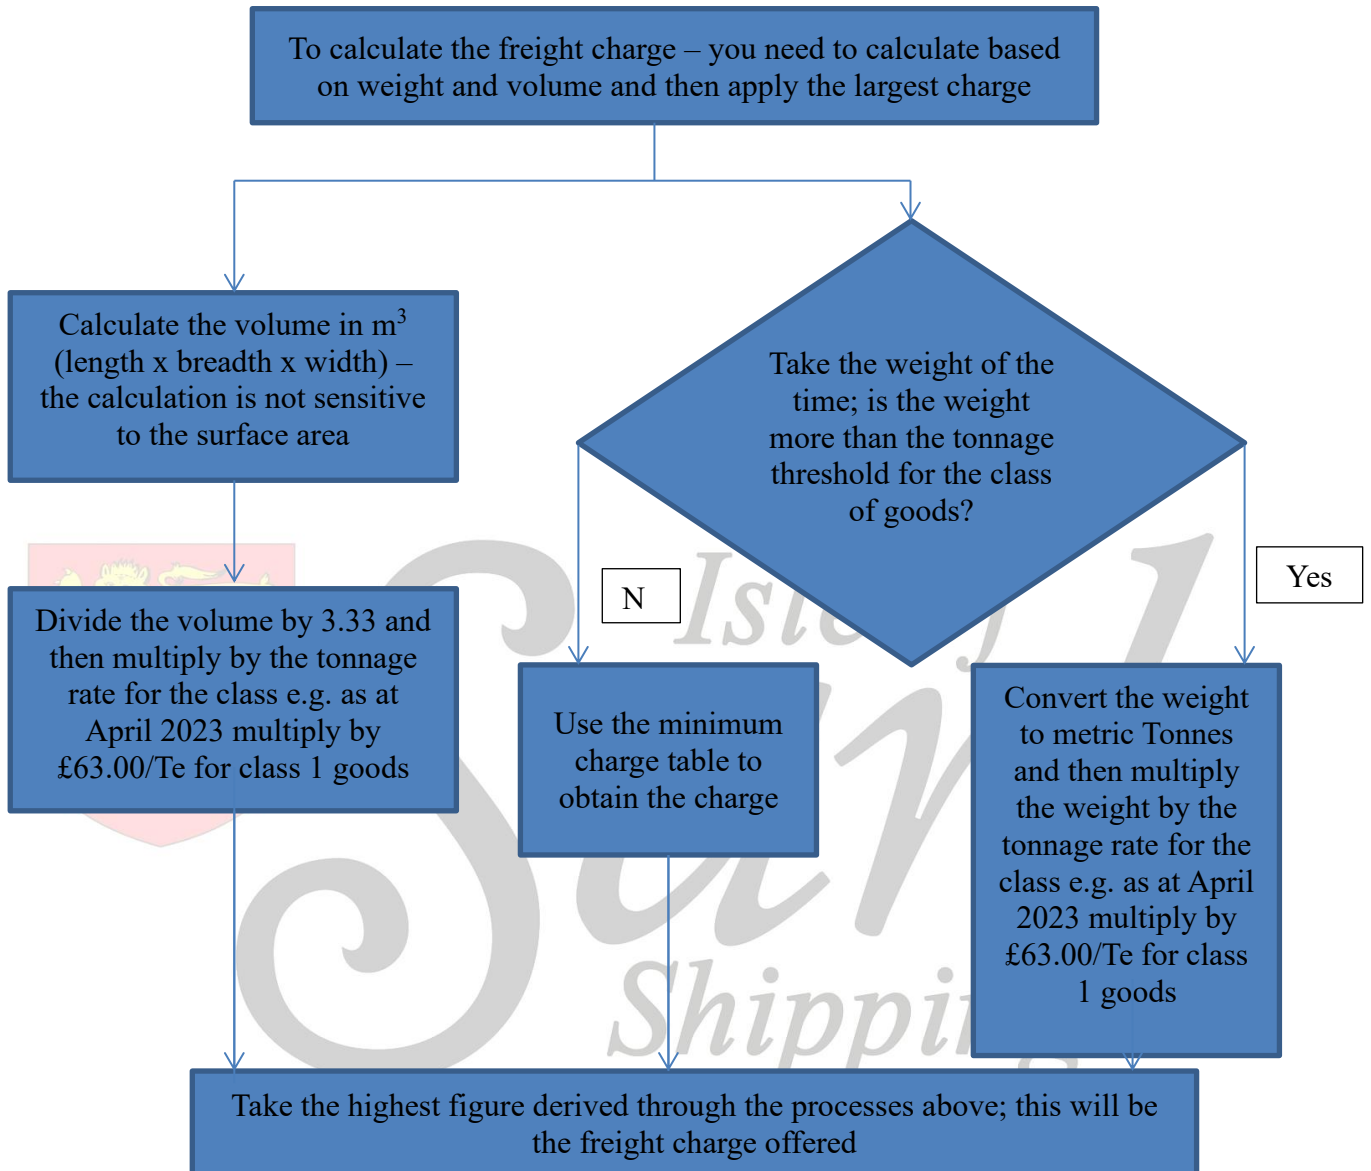 To calculate the freight charge – you need to calculate based
on weight and volume and then apply the largest charge
Calculate the volume in m³
(length x breadth x width) –
the calculation is not sensitive
to the surface area
Take the weight of the
time; is the weight
more than the tonnage
threshold for the class
of goods?
N
Yes
Divide the volume by 3.33 and
then multiply by the tonnage
rate for the class e.g. as at
April 2023 multiply by
£63.00/Te for class 1 goods
Use the minimum
charge table to
obtain the charge
Convert the weight
to metric Tonnes
and then multiply
the weight by the
tonnage rate for the
class e.g. as at April
2023 multiply by
£63.00/Te for class
1 goods
Take the highest figure derived through the processes above; this will be
the freight charge offered
Shipping